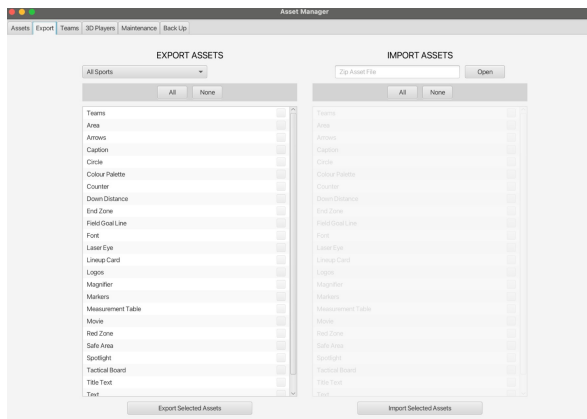 Asset Manager
Assets Export Teams 3D Players Maintenance Back Up
EXPORT ASSETS
All Sports
All None
Teams
Area
Arrows
Caption
Circle
Colour Palette
Counter
Down Distance
End Zone
Field Goal Line
Font
Laser Eye
Lineup Card
Logos
Magnifier
Markers
Measurement Table
Movie
Red Zone
Safe Area
Spotlight
Tactical Board
Title Text
Text
Export Selected Assets
IMPORT ASSETS
Zip Asset File Open
All None
Teams
Area
Arrows
Caption
Circle
Colour Palette
Counter
Down Distance
End Zone
Field Goal Line
Font
Laser Eye
Lineup Card
Logos
Magnifier
Markers
Measurement Table
Movie
Red Zone
Safe Area
Spotlight
Tactical Board
Title Text
Text
Import Selected Assets